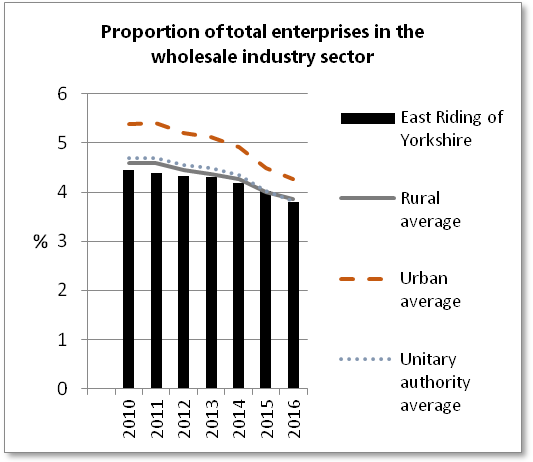 Proportion of total enterprises in the
wholesale industry sector
6
5
4
3
2
1
0
%
2010
2011
2012
2013
2014
2015
2016
East Riding of
Yorkshire
Rural
average
Urban
average
Unitary
authority
average